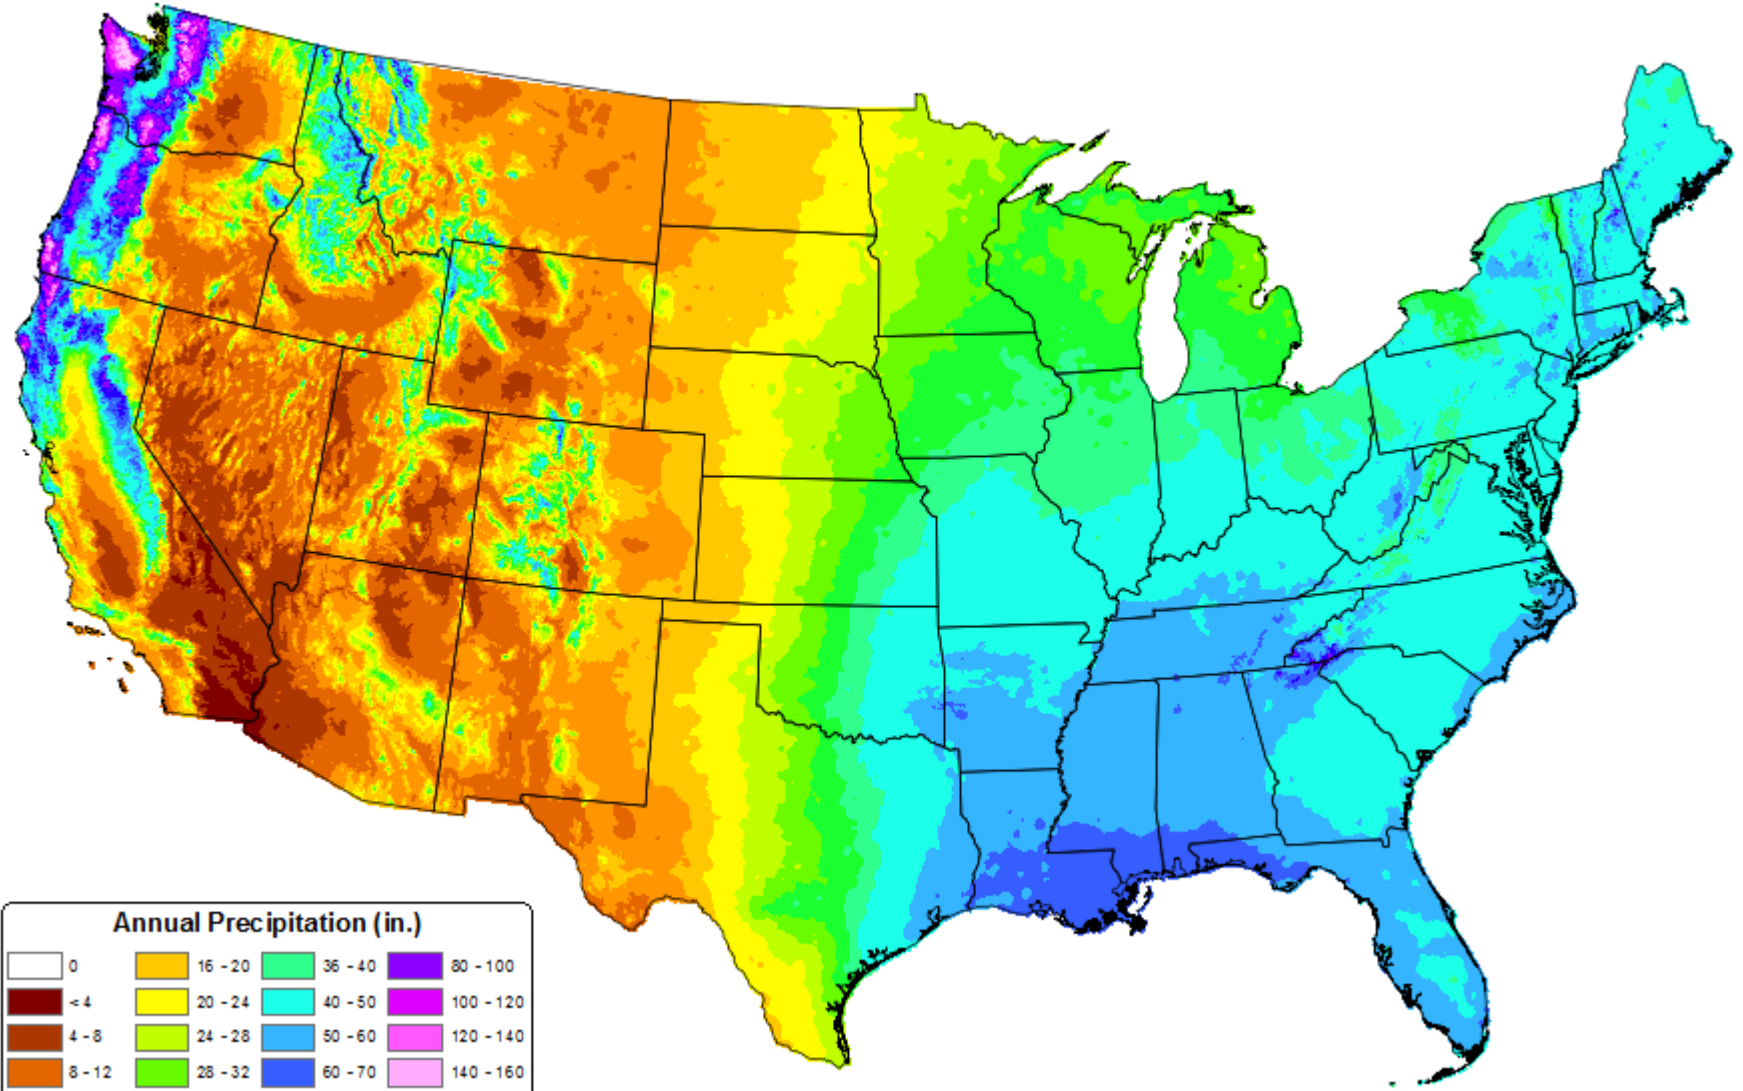 Annual Precipitation (in.)
0 16 - 20 36 - 40 80 - 100
< 4 20 - 24 40 - 50 100 - 120
4 - 8 24 - 28 50 - 60 120 - 140
8 - 12 28 - 32 60 - 70 140 - 160